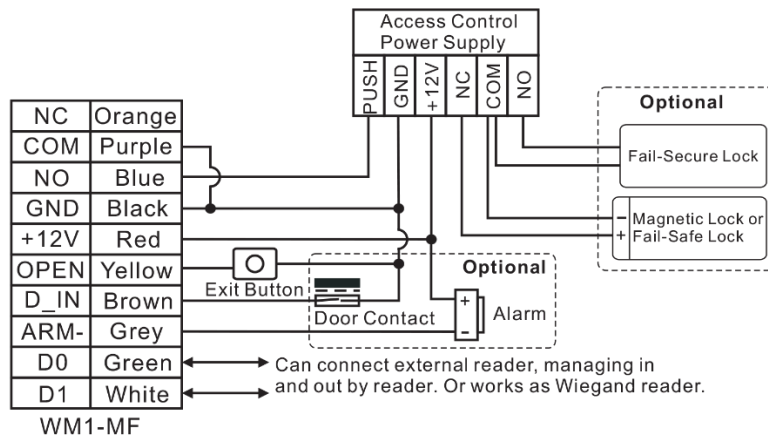 Access Control
Power Supply
PUSH GND +12V NC COM NO
NC Orange
COM Purple
NO Blue
GND Black
+12V Red
OPEN Yellow
D_IN Brown
ARM- Grey
D0 Green
D1 White
WM1-MF
Exit Button
Optional
Door Contact
+
-
Alarm
Can connect external reader, managing in
and out by reader. Or works as Wiegand reader.
Optional
Fail-Secure Lock
- Magnetic Lock or
+ Fail-Safe Lock